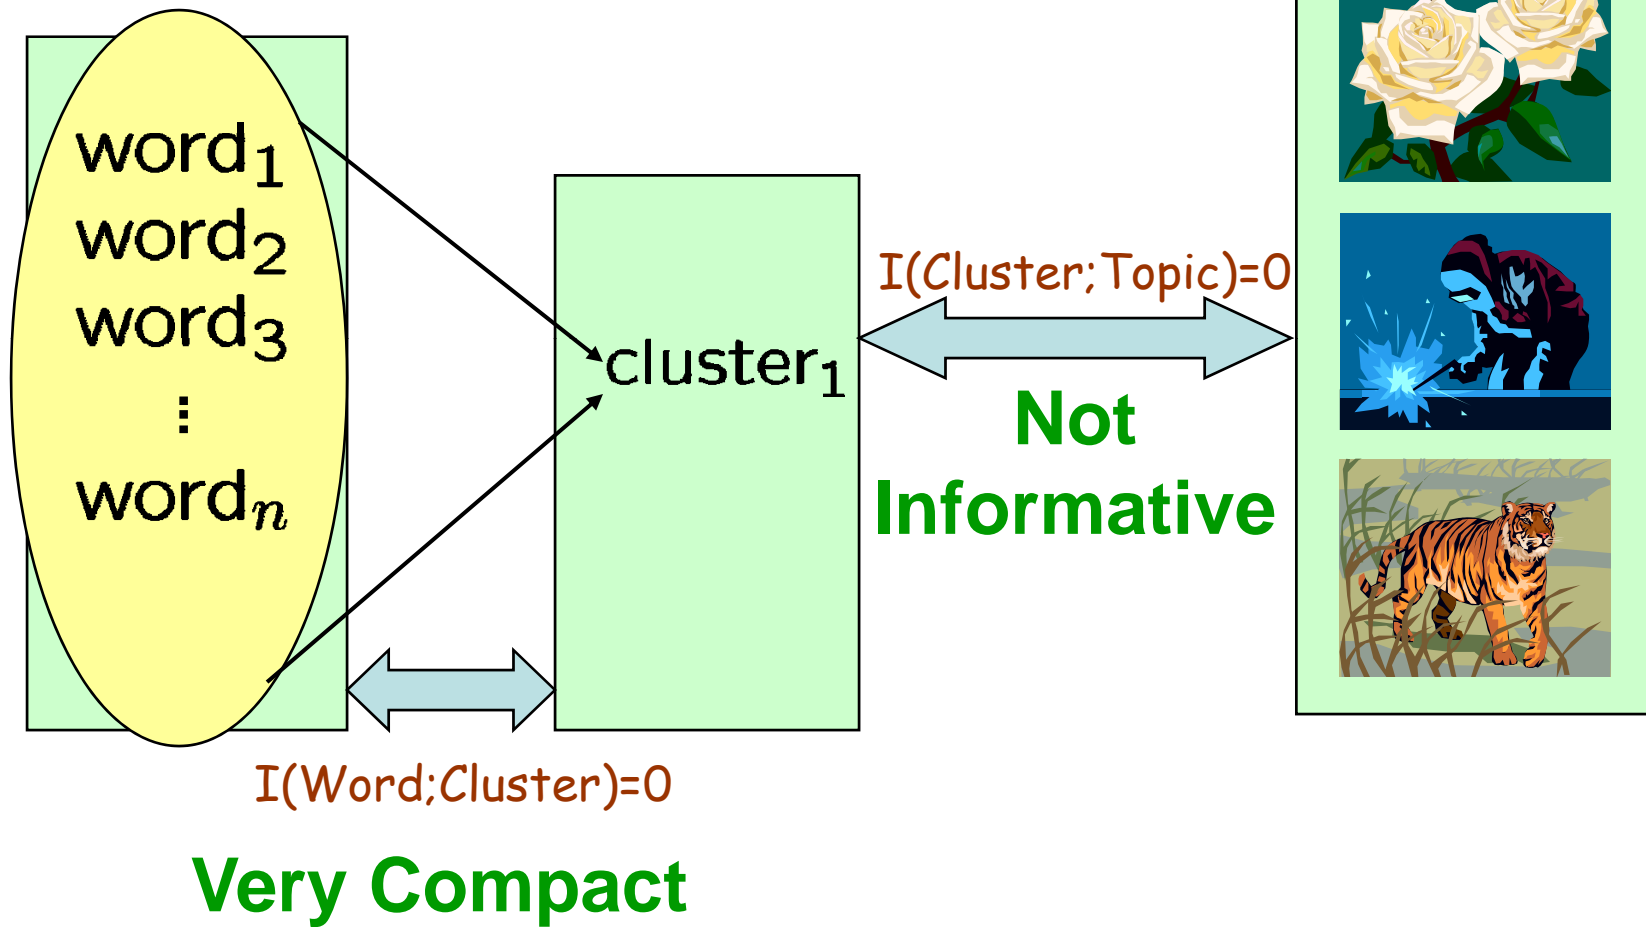 word₁
word₂
word₃
⋮
wordₙ
cluster₁
I(Cluster;Topic)=0
Not
Informative
I(Word;Cluster)=0
Very Compact